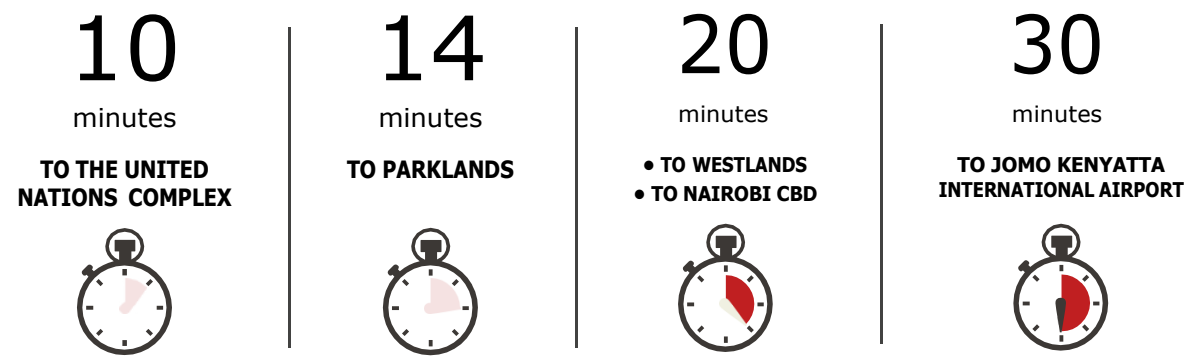 10
minutes
TO THE UNITED
NATIONS COMPLEX
14
minutes
TO PARKLANDS
20
minutes
• TO WESTLANDS
• TO NAIROBI CBD
30
minutes
TO JOMO KENYATTA
INTERNATIONAL AIRPORT